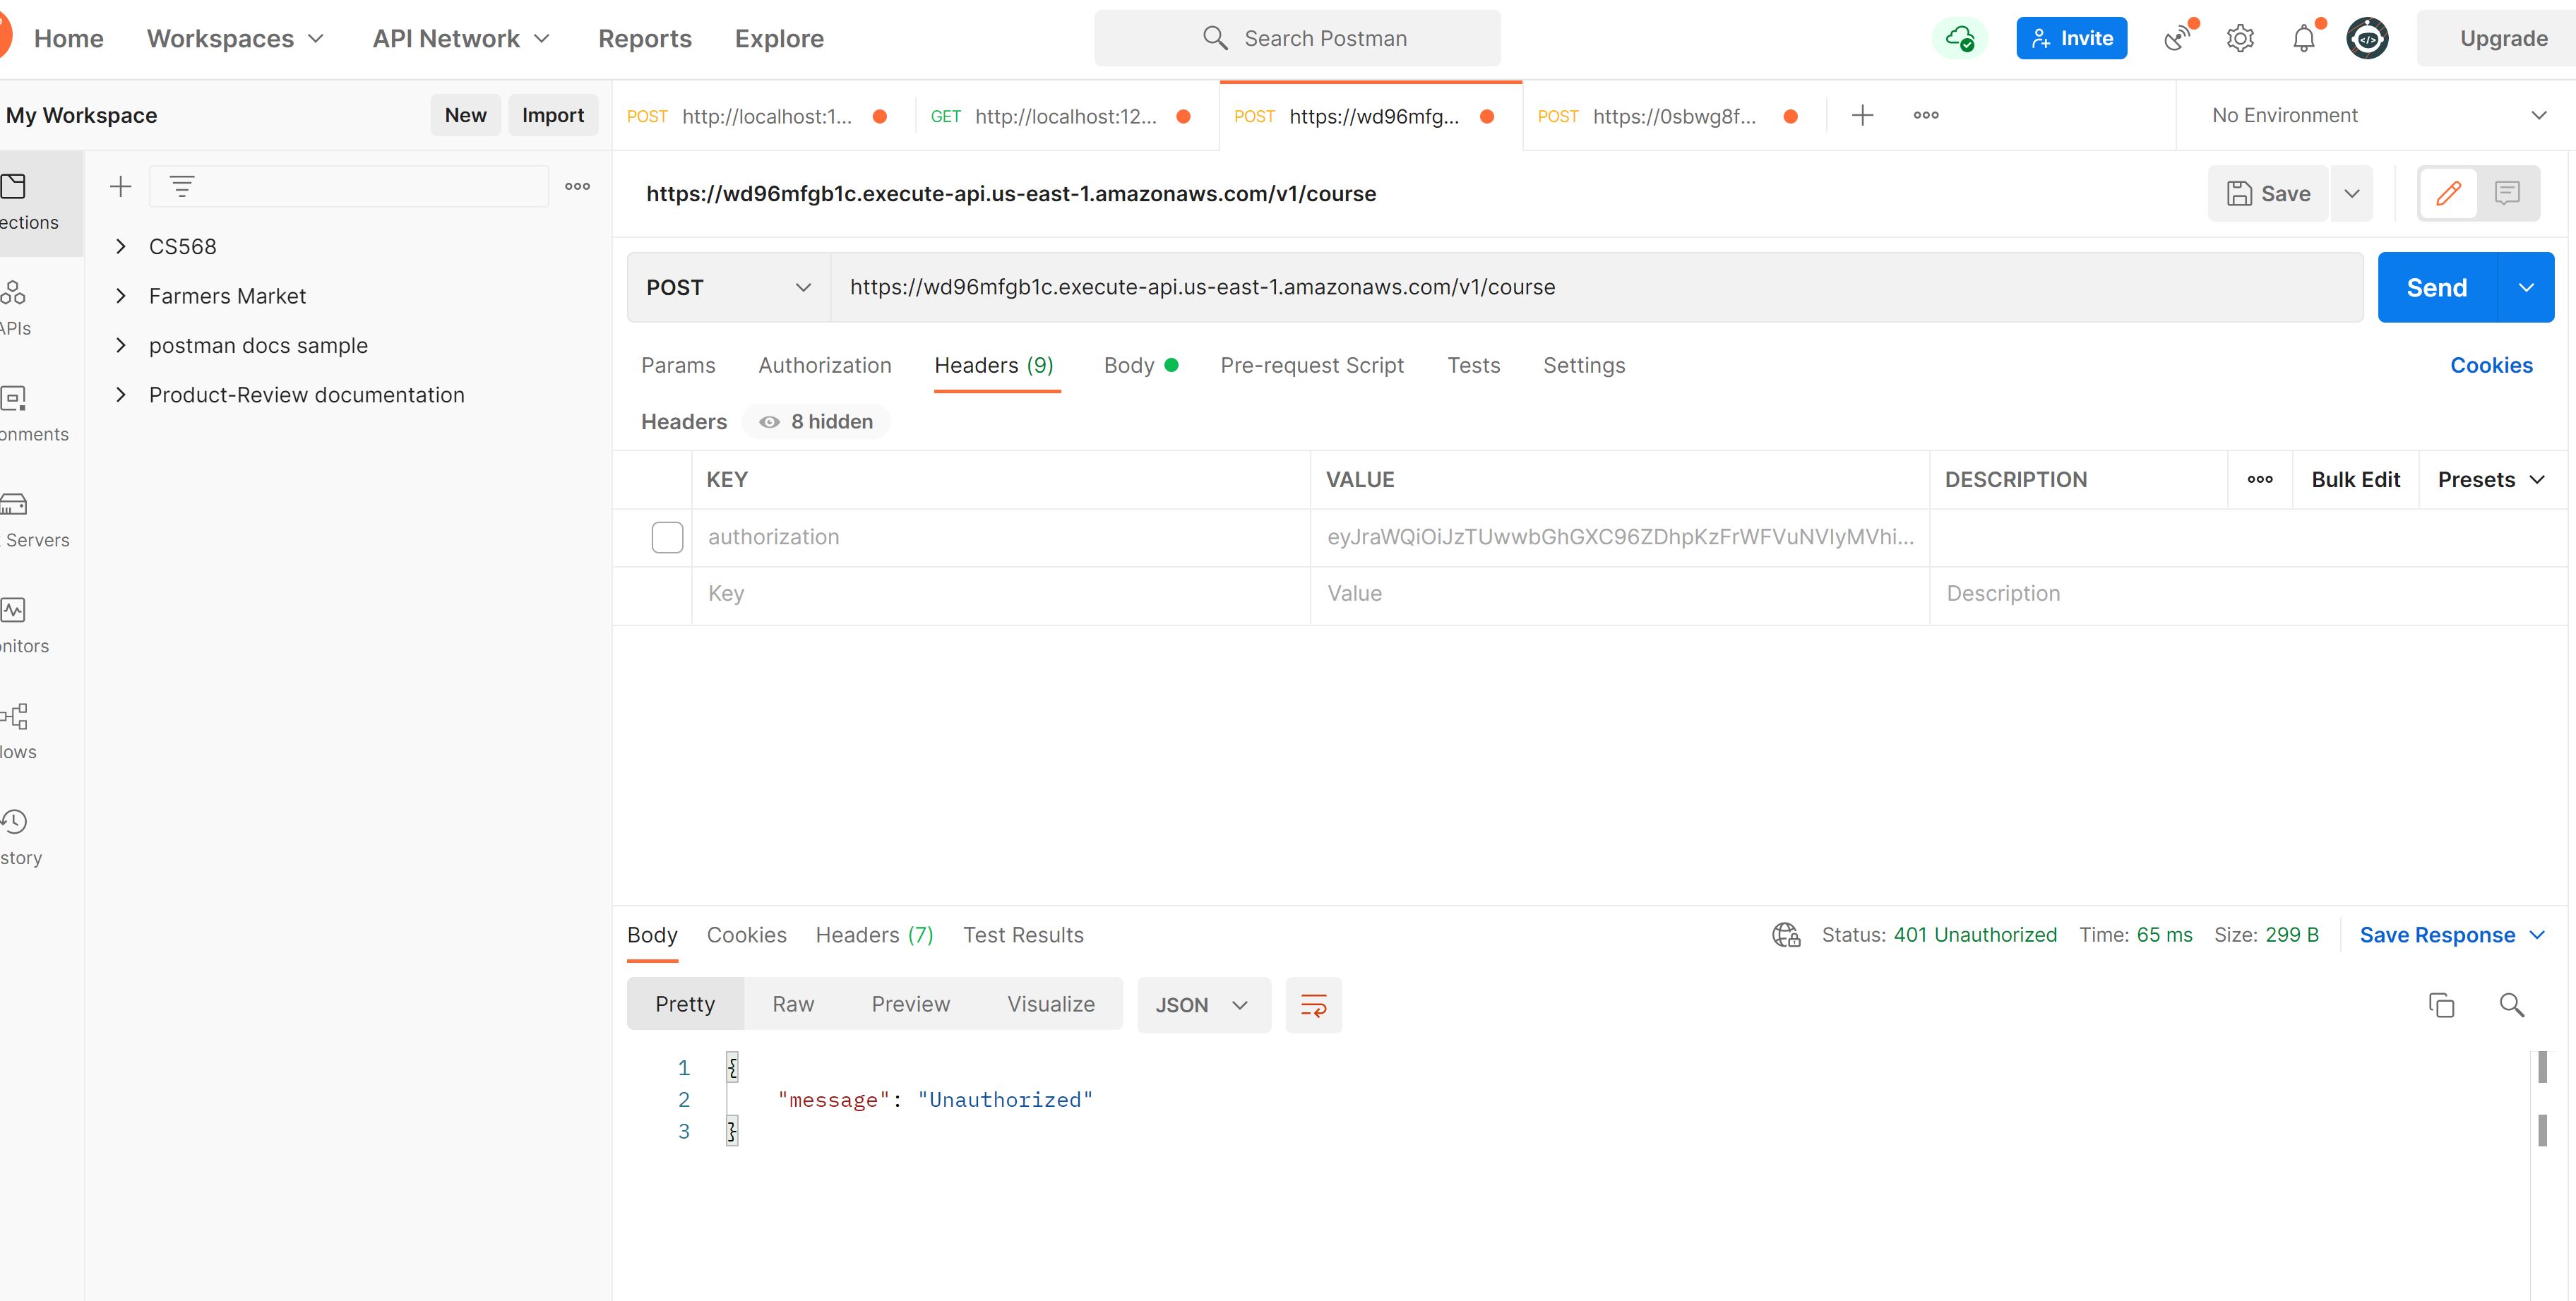 Home Workspaces API Network Reports Explore Search Postman Invite Upgrade
My Workspace New Import POST http://localhost:1... GET http://localhost:12... POST https://wd96mfg... POST https://0sbwg8f... No Environment
ections
APIs
onments
Servers
nitors
lows
story
CS568
Farmers Market
postman docs sample
Product-Review documentation
https://wd96mfgb1c.execute-api.us-east-1.amazonaws.com/v1/course Save
POST https://wd96mfgb1c.execute-api.us-east-1.amazonaws.com/v1/course Send
Params Authorization Headers (9) Body Pre-request Script Tests Settings Cookies
Headers 8 hidden
KEY VALUE DESCRIPTION Bulk Edit Presets
authorization eyJraWQiOiJzTUwwbGhGXC96ZDhpKzFrWFVuNVlyMVhi...
Key Value Description
Body Cookies Headers (7) Test Results Status: 401 Unauthorized Time: 65 ms Size: 299 B Save Response
Pretty Raw Preview Visualize JSON
1 {
2 "message": "Unauthorized"
3 }